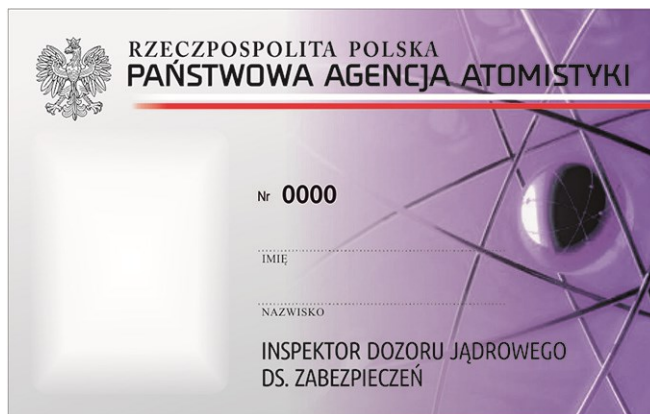 RZECZPOSPOLITA POLSKA
PAŃSTWOWA AGENCJA ATOMISTYKI
Nr 0000
IMIĘ
NAZWISKO
INSPEKTOR DOZORU JĄDROWEGO
DS. ZABEZPIECZEŃ